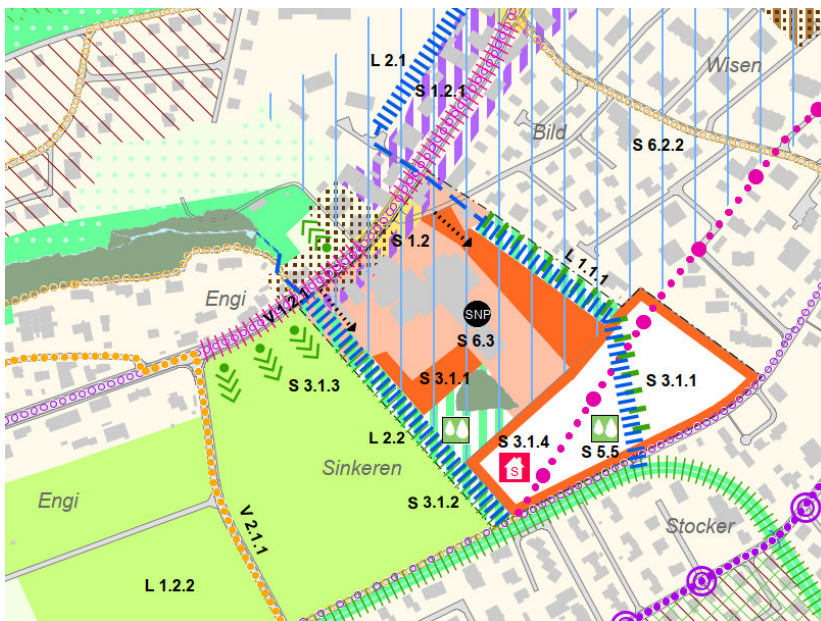 L 2.1
Wisen
S 1.2.1
Bild
S 6.2.2
S 1.2
L 1.1.1
Engi
V 1.2.1
SNP
S 6.3
S 3.1.3
S 3.1.1
S 3.1.1
L 2.2
S 3.1.4
S 5.5
Sinkeren
S
S 3.1.2
Engi
Stocker
V 2.1.1
L 1.2.2